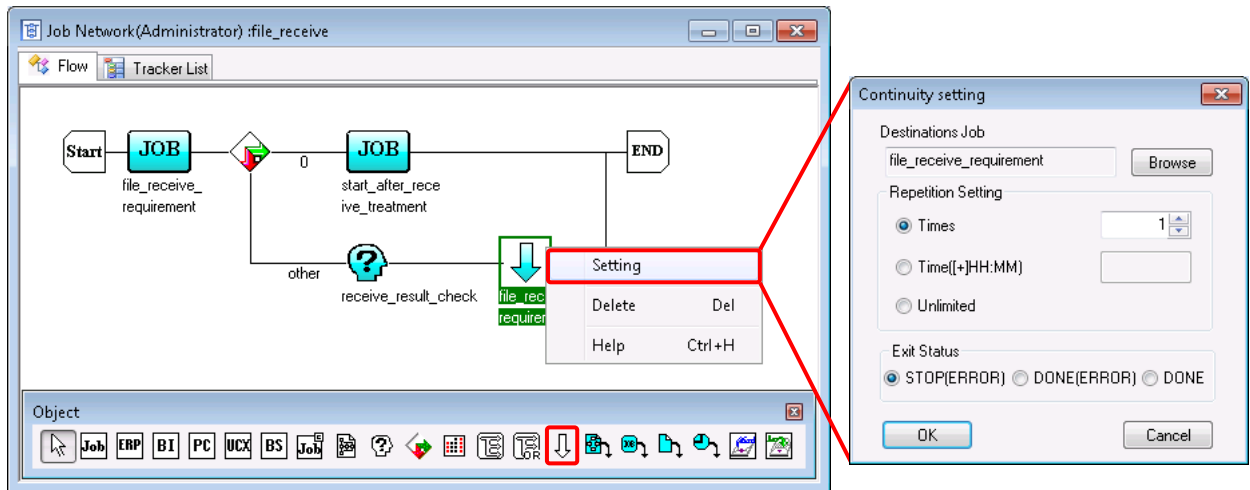 Job Network(Administrator) :file_receive
Flow
Tracker List
Start
JOB
0
JOB
END
file_receive_
requirement
start_after_rece
ive_treatment
other
receive_result_check
file_rec
requirer
Setting
Delete Del
Help Ctrl+H
Object
Job
ERP
BI
PC
UCX
BS
Job
OR
Continuity setting
Destinations Job
file_receive_requirement
Browse
Repetition Setting
Times
1
Time([+]HH:MM)
Unlimited
Exit Status
STOP(ERROR)
DONE(ERROR)
DONE
OK
Cancel